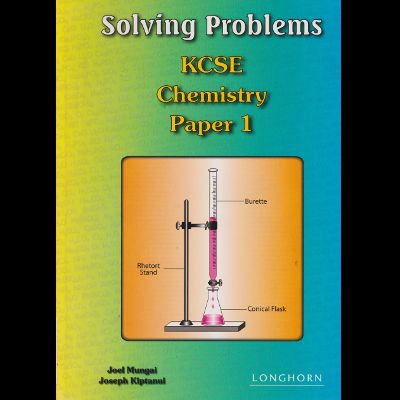 Solving Problems
KCSE
Chemistry
Paper 1
Burette
Rhetort
Stand
Conical Flask
Joel Mungai
Joseph Kiptanui
LONGHORN